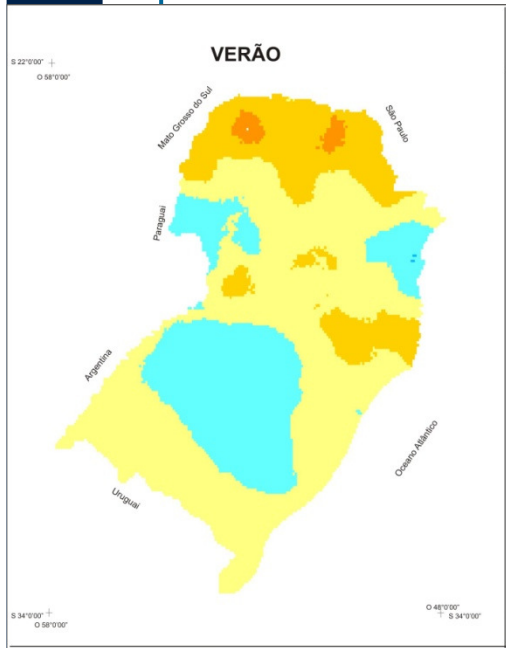 VERÃO
S 22°0'00"
O 58°0'00"
Mato Grosso do Sul
São Paulo
Paraguai
Argentina
Oceano Atlântico
Uruguai
O 48°0'00"
S 34°0'00"
S 34°0'00"
O 58°0'00"